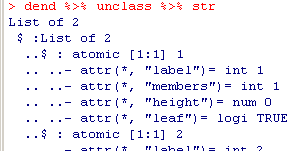 > dend %>% unclass %>% str
List of 2
 $ :List of 2
  ..$ : atomic [1:1] 1
  .. ..- attr(*, "label")= int 1
  .. ..- attr(*, "members")= int 1
  .. ..- attr(*, "height")= num 0
  .. ..- attr(*, "leaf")= logi TRUE
  ..$ : atomic [1:1] 2
  .. ..- attr(*, "label")= int 2